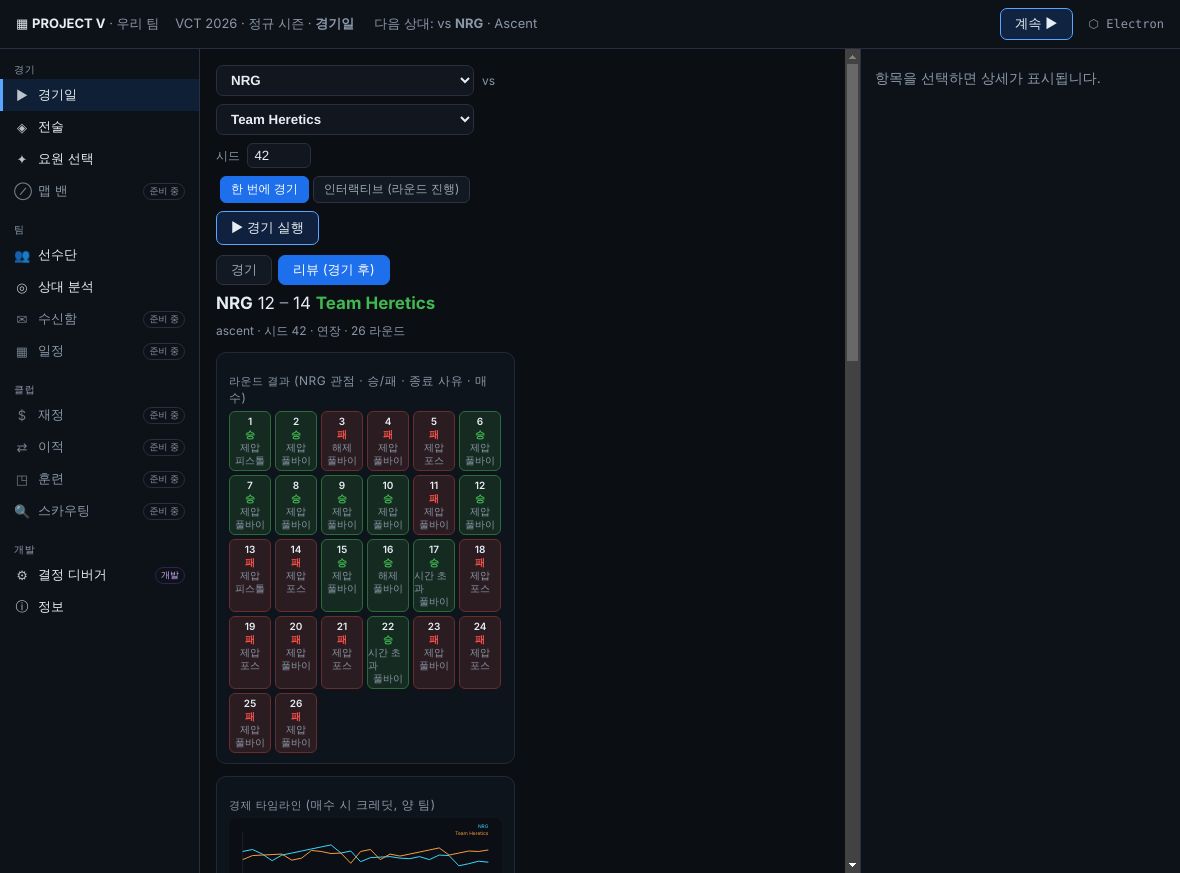 ▦ PROJECT V · 우리 팀 VCT 2026 · 정규 시즌 · 경기일 다음 상대: vs NRG · Ascent 계속 ▶ ⬡ Electron
경기
▶ 경기일
◈ 전술
✦ 요원 선택
맵 밴 준비 중
팀
👥 선수단
◎ 상대 분석
✉ 수신함 준비 중
▦ 일정 준비 중
클럽
$ 재정 준비 중
⇄ 이적 준비 중
◳ 훈련 준비 중
🔍 스카우팅 준비 중
개발
⚙ 결정 디버거 개발
ⓘ 정보
NRG vs
Team Heretics
시드 42
한 번에 경기 인터랙티브 (라운드 진행)
▶ 경기 실행
경기 리뷰 (경기 후)
NRG 12 – 14 Team Heretics
ascent · 시드 42 · 연장 · 26 라운드
라운드 결과 (NRG 관점 · 승/패 · 종료 사유 · 매
수)
1 2 3 4 5 6
승 승 패 패 패 승
제압 제압 해제 제압 제압 제압
피스톨 풀바이 풀바이 풀바이 포스 풀바이
7 8 9 10 11 12
승 승 승 승 패 승
제압 제압 제압 제압 제압 제압
풀바이 풀바이 풀바이 풀바이 풀바이 풀바이
13 14 15 16 17 18
패 패 승 승 승 패
제압 제압 제압 해제 시간 초 제압
피스톨 포스 풀바이 풀바이 과 포스
풀바이
19 20 21 22 23 24
패 패 패 승 패 패
제압 제압 제압 시간 초 제압 제압
포스 풀바이 포스 과 풀바이 포스
풀바이
25 26
패 패
제압 제압
풀바이 풀바이
경제 타임라인 (매수 시 크레딧, 양 팀)
NRG
Team Heretics
항목을 선택하면 상세가 표시됩니다.